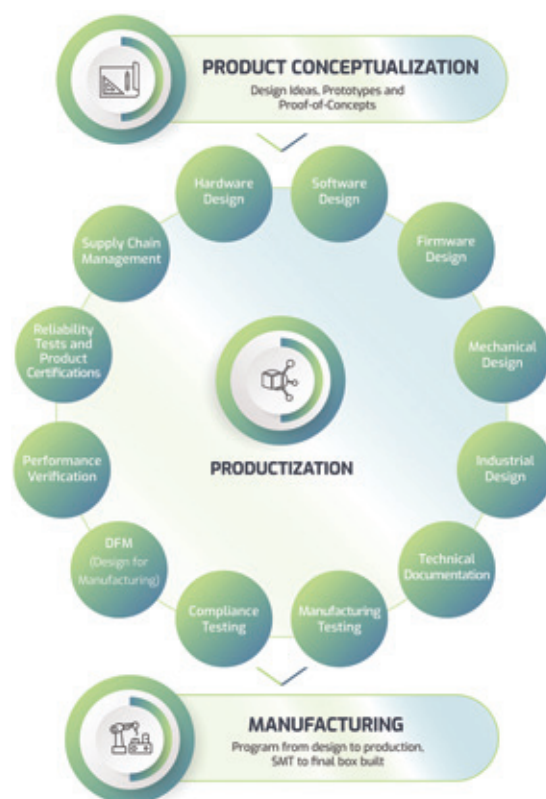 PRODUCT CONCEPTUALIZATION
Design Ideas, Prototypes and
Proof-of-Concepts
Hardware
Design
Software
Design
Firmware
Design
Mechanical
Design
Industrial
Design
Technical
Documentation
Manufacturing
Testing
Compliance
Testing
DFM
(Design for
Manufacturing)
Performance
Verification
Reliability
Tests and
Product
Certifications
Supply Chain
Management
PRODUCTIZATION
MANUFACTURING
Program from design to production,
SMT to final box built